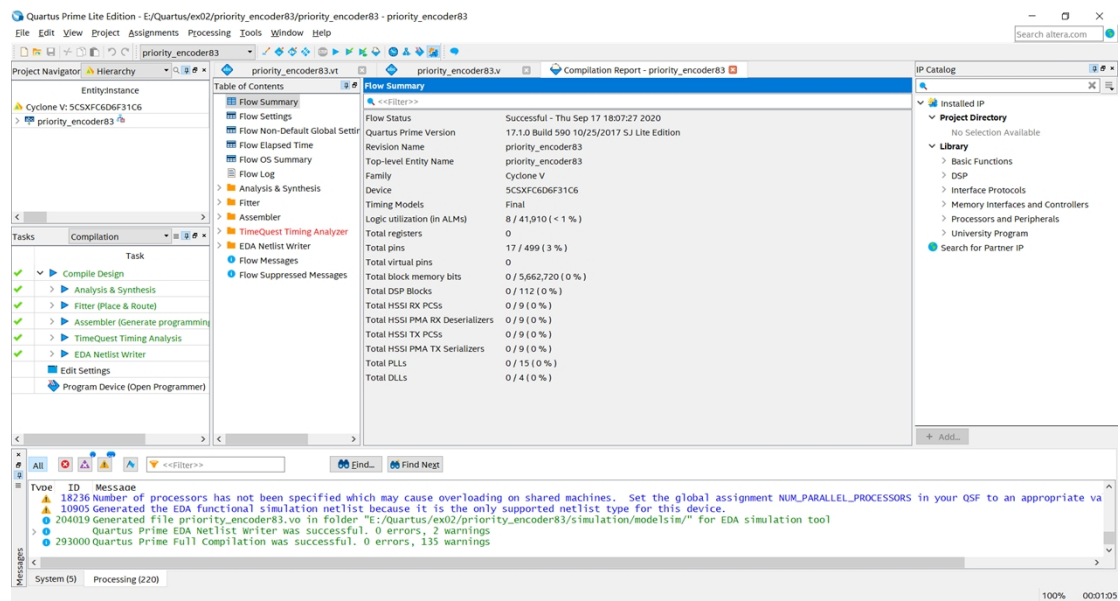 Quartus Prime Lite Edition - E:/Quartus/ex02/priority_encoder83/priority_encoder83 - priority_encoder83
File Edit View Project Assignments Processing Tools Window Help
Search altera.com
priority_encoder83
Project Navigator Hierarchy
Entity:Instance
Cyclone V: 5CSXFC6D6F31C6
priority_encoder83
Tasks Compilation
Task
Compile Design
Analysis & Synthesis
Fitter (Place & Route)
Assembler (Generate programming
TimeQuest Timing Analysis
EDA Netlist Writer
Edit Settings
Program Device (Open Programmer)
priority_encoder83.vt
priority_encoder83.v
Compilation Report - priority_encoder83
Table of Contents
Flow Summary
Flow Settings
Flow Non-Default Global Settin
Flow Elapsed Time
Flow OS Summary
Flow Log
Analysis & Synthesis
Fitter
Assembler
TimeQuest Timing Analyzer
EDA Netlist Writer
Flow Messages
Flow Suppressed Messages
Flow Summary
<<Filter>>
Flow Status Successful - Thu Sep 17 18:07:27 2020
Quartus Prime Version 17.1.0 Build 590 10/25/2017 SJ Lite Edition
Revision Name priority_encoder83
Top-level Entity Name priority_encoder83
Family Cyclone V
Device 5CSXFC6D6F31C6
Timing Models Final
Logic utilization (in ALMs) 8 / 41,910 ( < 1 % )
Total registers 0
Total pins 17 / 499 ( 3 % )
Total virtual pins 0
Total block memory bits 0 / 5,662,720 ( 0 % )
Total DSP Blocks 0 / 112 ( 0 % )
Total HSSI RX PCSs 0 / 9 ( 0 % )
Total HSSI PMA RX Deserializers 0 / 9 ( 0 % )
Total HSSI TX PCSs 0 / 9 ( 0 % )
Total HSSI PMA TX Serializers 0 / 9 ( 0 % )
Total PLLs 0 / 15 ( 0 % )
Total DLLs 0 / 4 ( 0 % )
IP Catalog
Installed IP
Project Directory
No Selection Available
Library
Basic Functions
DSP
Interface Protocols
Memory Interfaces and Controllers
Processors and Peripherals
University Program
Search for Partner IP
+ Add...
All <<Filter>> Find... Find Next
Type ID Message
18236 Number of processors has not been specified which may cause overloading on shared machines. Set the global assignment NUM_PARALLEL_PROCESSORS in your QSF to an appropriate va
10905 Generated the EDA functional simulation netlist because it is the only supported netlist type for this device.
204019 Generated file priority_encoder83.vo in folder "E:/Quartus/ex02/priority_encoder83/simulation/modelsim/" for EDA simulation tool
Quartus Prime EDA Netlist Writer was successful. 0 errors, 2 warnings
293000 Quartus Prime Full Compilation was successful. 0 errors, 135 warnings
Messages
System (5) Processing (220)
100% 00:01:05